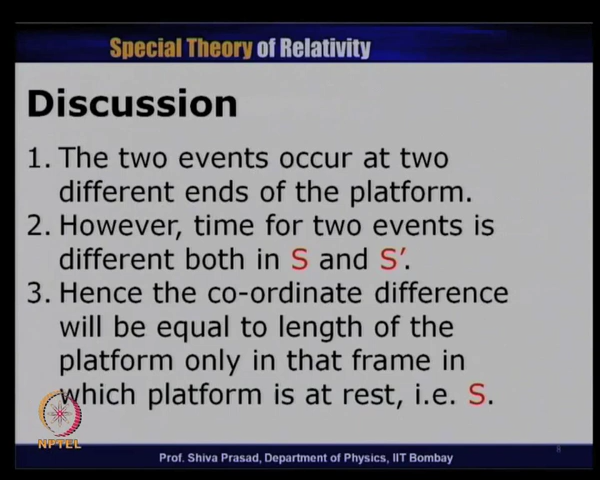 Special Theory of Relativity
Discussion
1. The two events occur at two
different ends of the platform.
2. However, time for two events is
different both in S and S’.
3. Hence the co-ordinate difference
will be equal to length of the
platform only in that frame in
which platform is at rest, i.e. S.
NPTEL
Prof. Shiva Prasad, Department of Physics, IIT Bombay
8